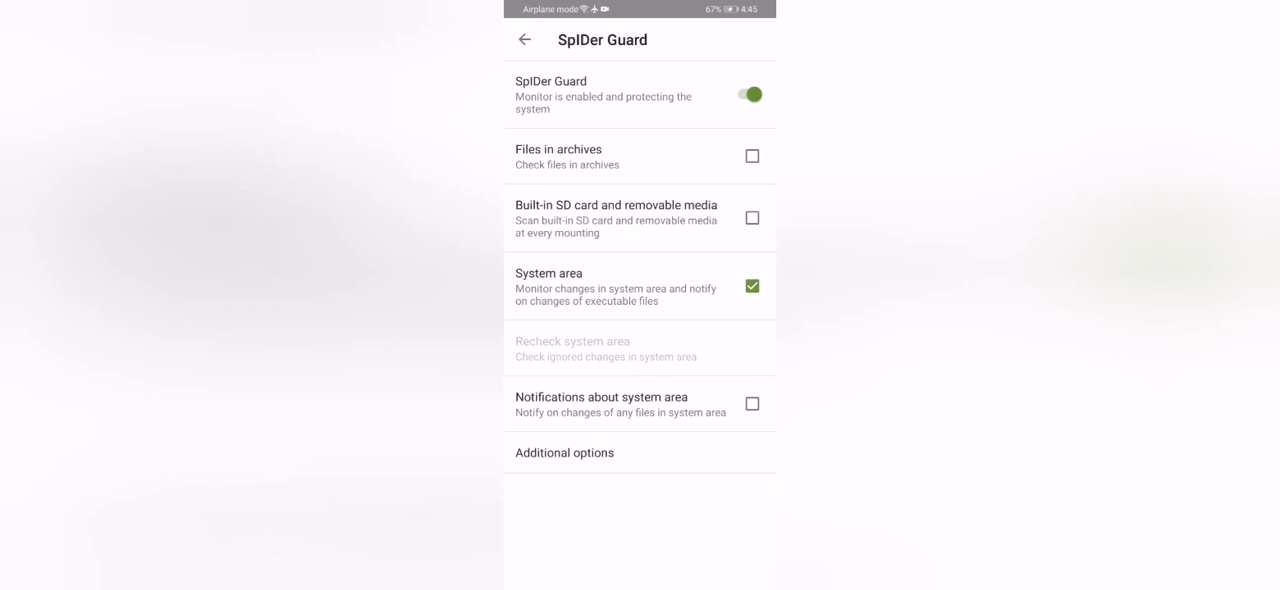 Airplane mode 67% 4:45
SpIDer Guard
SpIDer Guard
Monitor is enabled and protecting the
system
Files in archives
Check files in archives
Built-in SD card and removable media
Scan built-in SD card and removable media
at every mounting
System area
Monitor changes in system area and notify
on changes of executable files
Recheck system area
Check ignored changes in system area
Notifications about system area
Notify on changes of any files in system area
Additional options